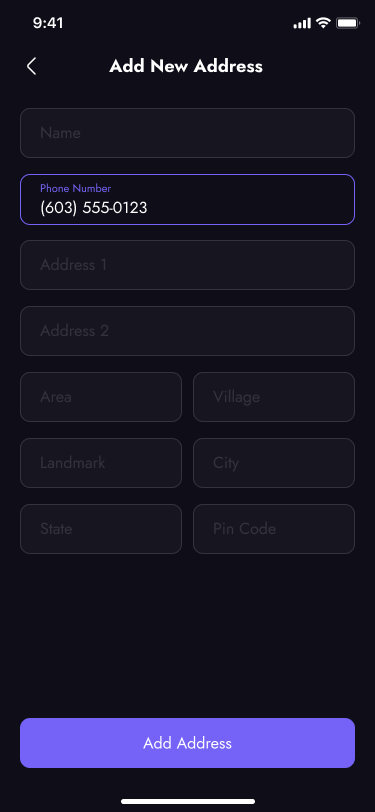 9:41
Add New Address
Name
Phone Number
(603) 555-0123
Address 1
Address 2
Area Village
Landmark City
State Pin Code
Add Address